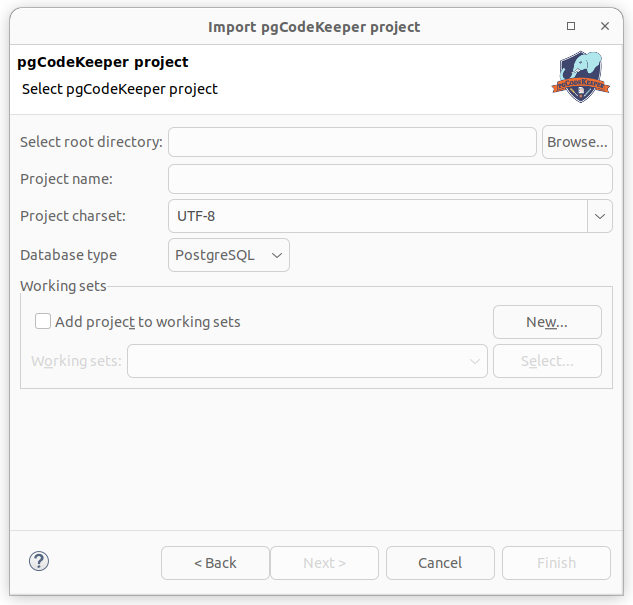 Import pgCodeKeeper project
pgCodeKeeper project
Select pgCodeKeeper project
PGCODEKEEPER
Select root directory:
Browse...
Project name:
Project charset:
UTF-8
Database type
PostgreSQL
Working sets
Add project to working sets
New...
Working sets:
Select...
?
< Back
Next >
Cancel
Finish